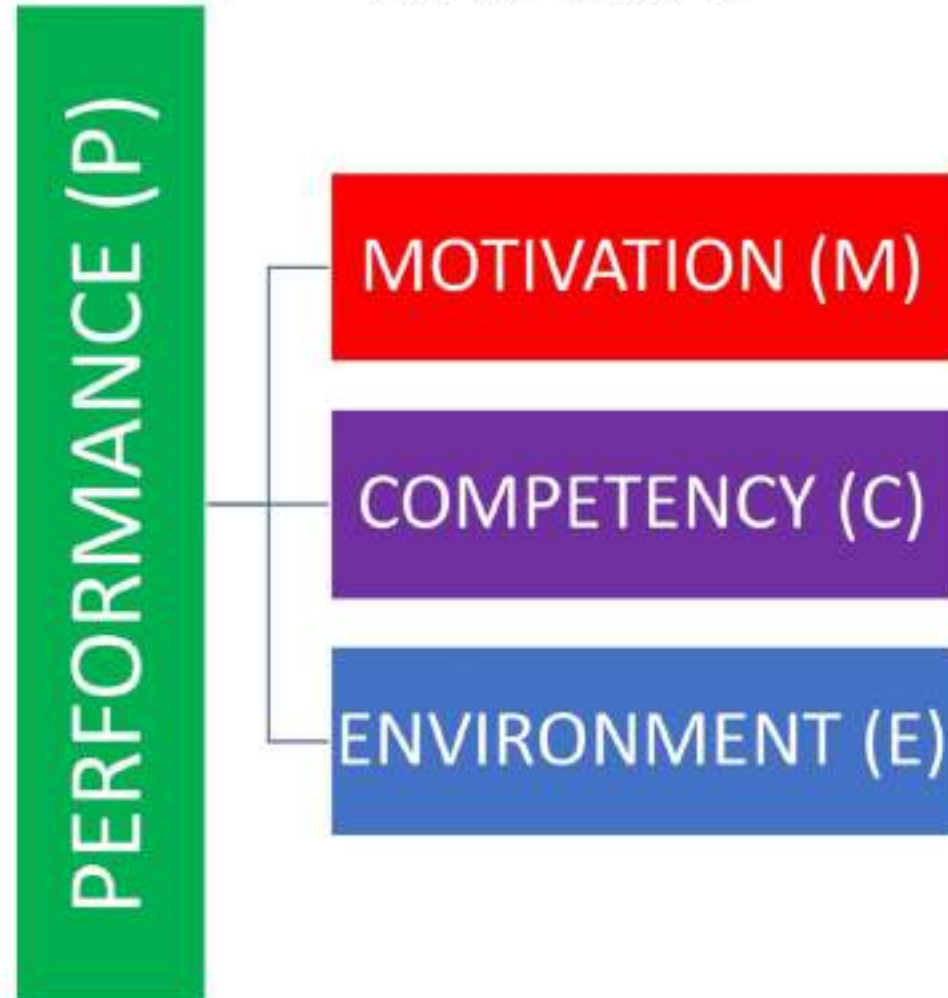 PERFORMANCE (P)
MOTIVATION (M)
COMPETENCY (C)
ENVIRONMENT (E)